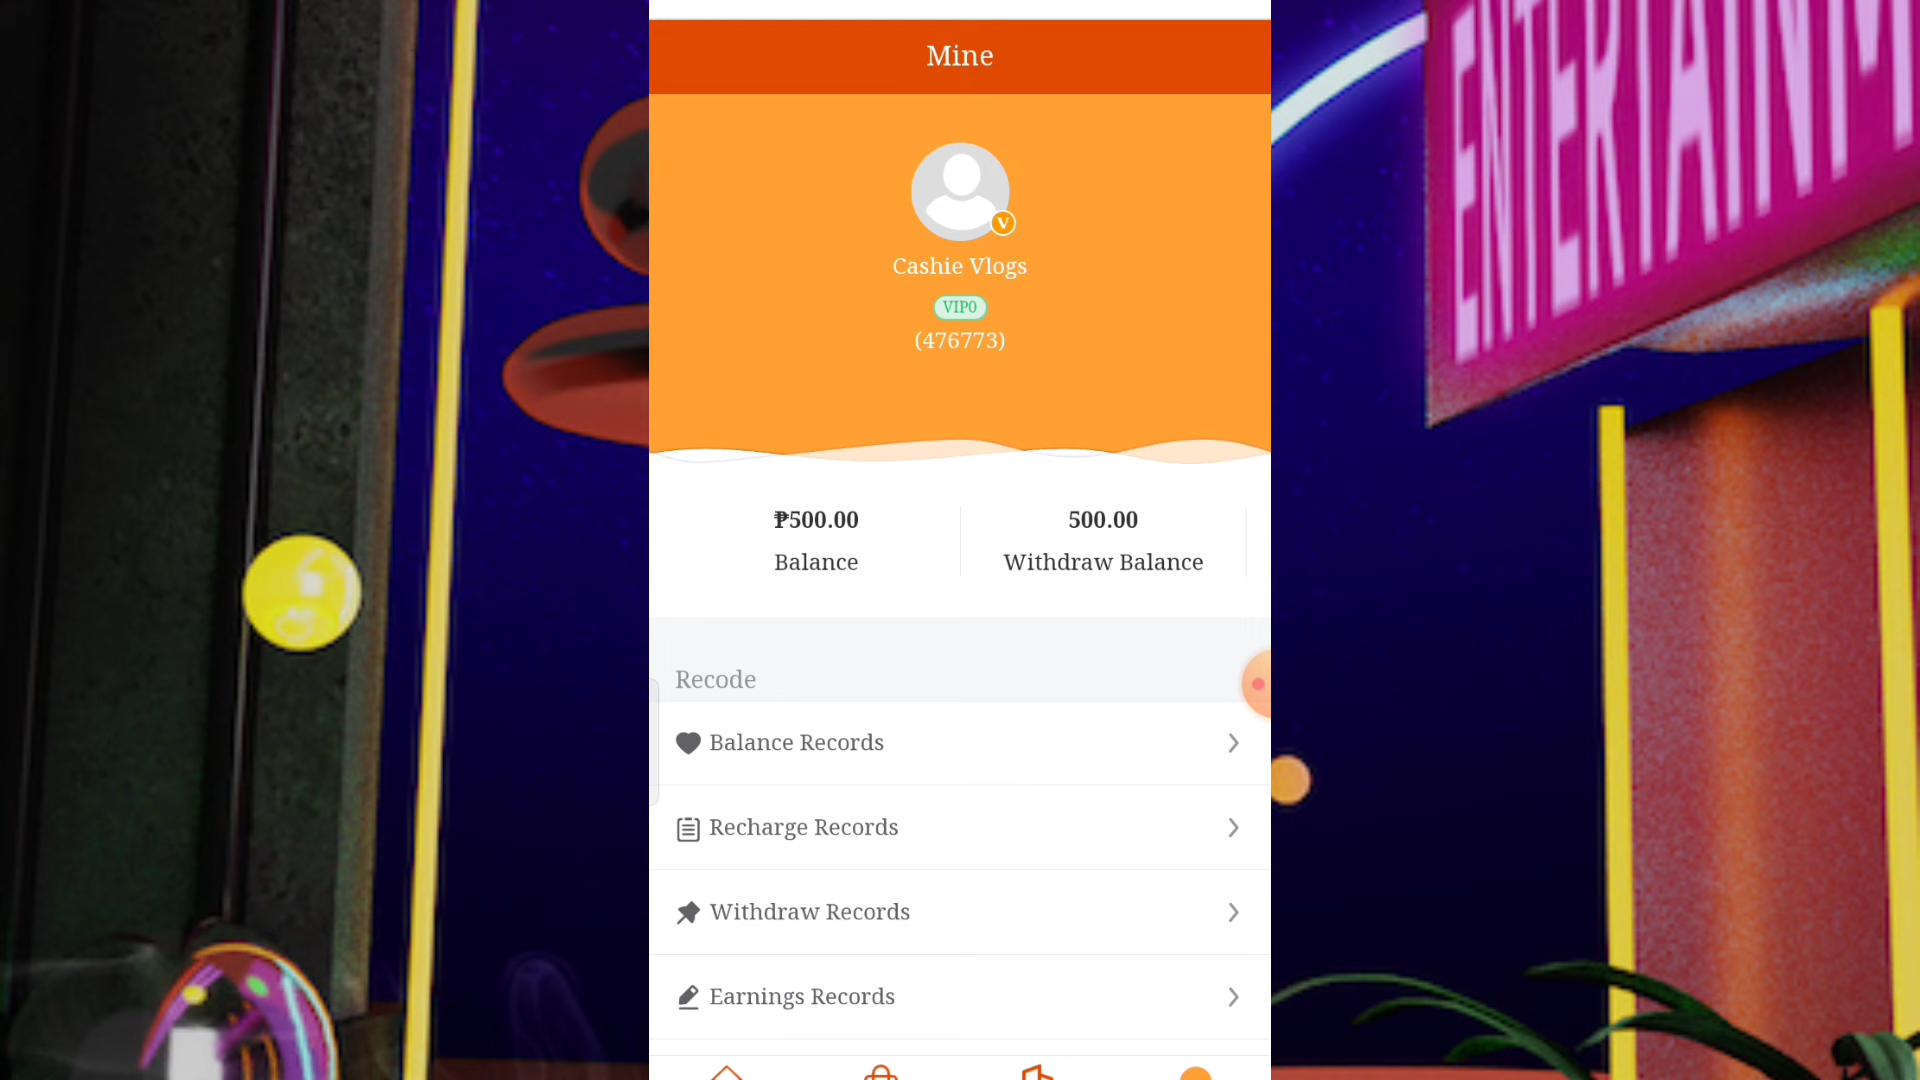 Mine
V
Cashie Vlogs
VIP0
(476773)
₱500.00
Balance
500.00
Withdraw Balance
Recode
Balance Records
Recharge Records
Withdraw Records
Earnings Records